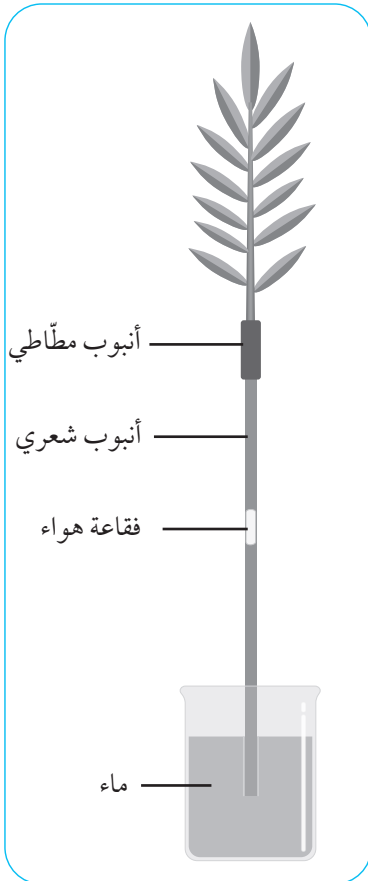 أنبوب مطّاطي
أنبوب شعري
فقاعة هواء
ماء